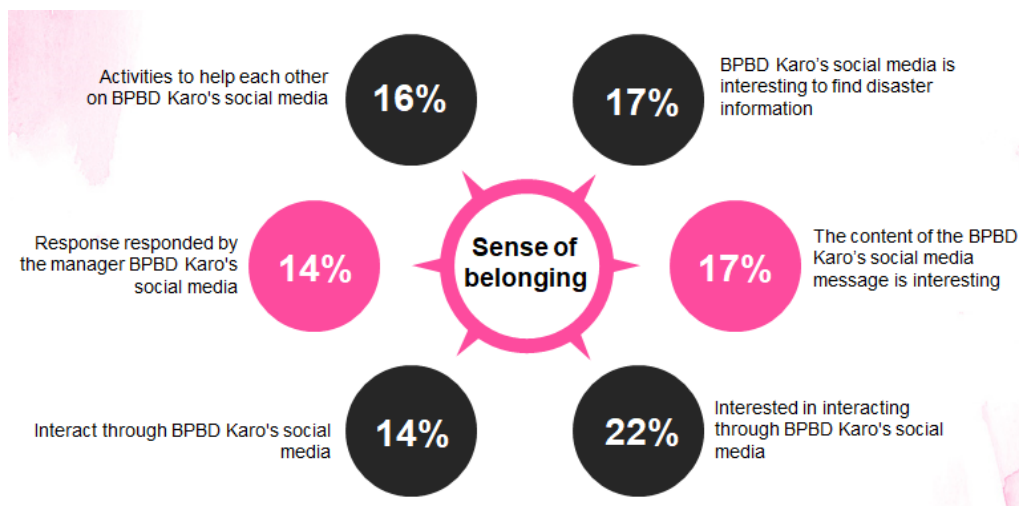 Activities to help each other
on BPBD Karo's social media
16%
17%
BPBD Karo's social media is
interesting to find disaster
information
Response responded by
the manager BPBD Karo's
social media
14%
Sense of
belonging
17%
The content of the BPBD
Karo's social media
message is interesting
Interact through BPBD Karo's social
media
14%
22%
Interested in interacting
through BPBD Karo's social
media